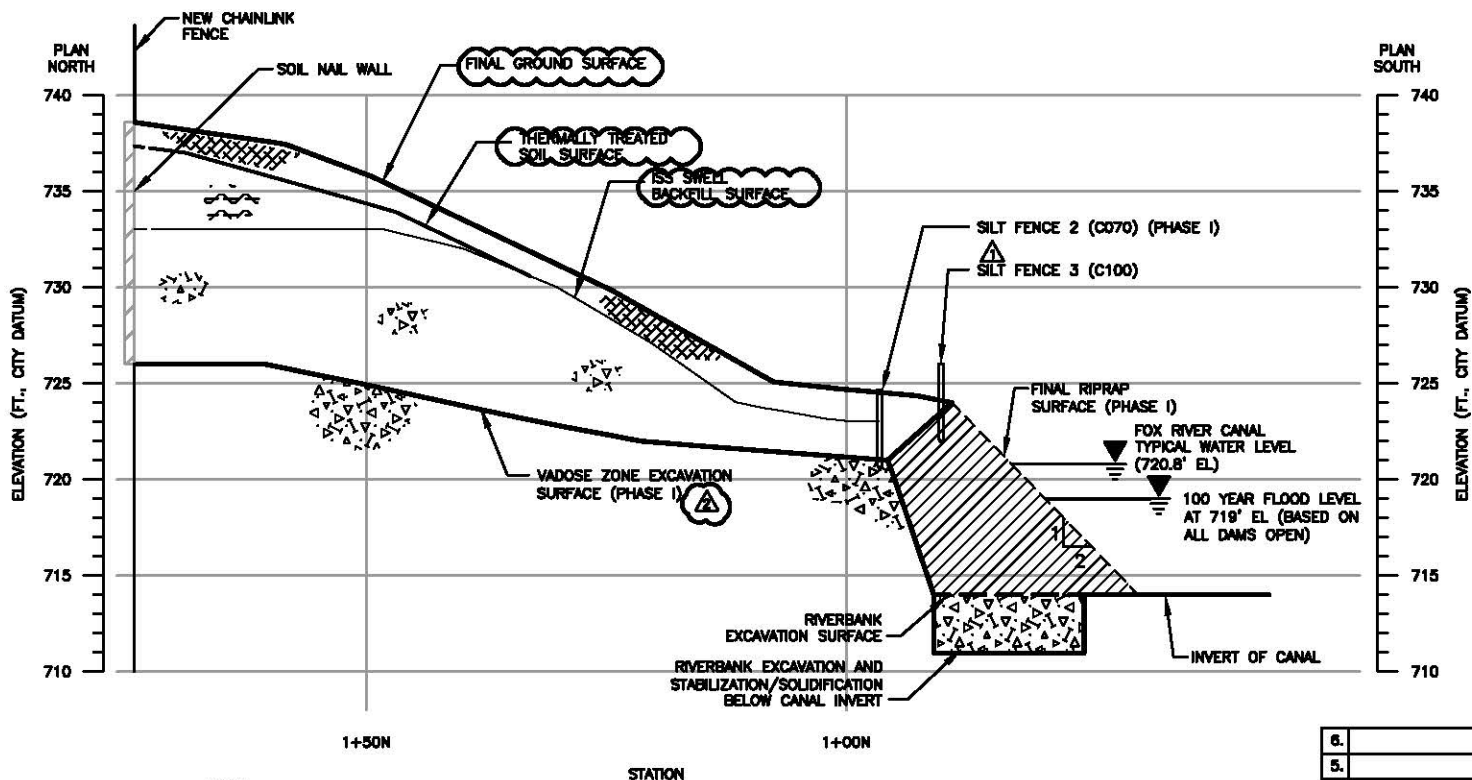 NEW CHAINLINK
FENCE
PLAN
NORTH
SOIL NAIL WALL
FINAL GROUND SURFACE
PLAN
SOUTH
740
740
THERMALLY TREATED
SOIL SURFACE
ISS SWELL
BACKFILL SURFACE
735
735
SILT FENCE 2 (C070) (PHASE I)
1
SILT FENCE 3 (C100)
730
730
ELEVATION (FT., CITY DATUM)
ELEVATION (FT., CITY DATUM)
725
725
FINAL RIPRAP
SURFACE (PHASE I)
FOX RIVER CANAL
TYPICAL WATER LEVEL
(720.8' EL)
720
720
VADOSE ZONE EXCAVATION
SURFACE (PHASE I)
2
100 YEAR FLOOD LEVEL
AT 719' EL (BASED ON
ALL DAMS OPEN)
1
2
715
715
RIVERBANK
EXCAVATION SURFACE
INVERT OF CANAL
710
710
RIVERBANK EXCAVATION AND
STABILIZATION/SOLIDIFICATION
BELOW CANAL INVERT
1+50N
1+00N
STATION
6.
5.